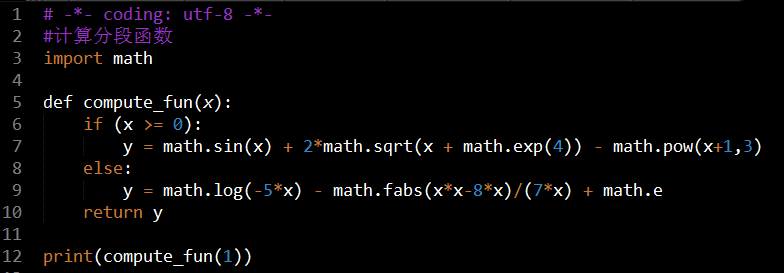 1 # -*- coding: utf-8 -*-
2 #计算分段函数
3 import math
4
5 def compute_fun(x):
6     if (x >= 0):
7         y = math.sin(x) + 2*math.sqrt(x + math.exp(4)) - math.pow(x+1,3)
8     else:
9         y = math.log(-5*x) - math.fabs(x*x-8*x)/(7*x) + math.e
10     return y
11
12 print(compute_fun(1))